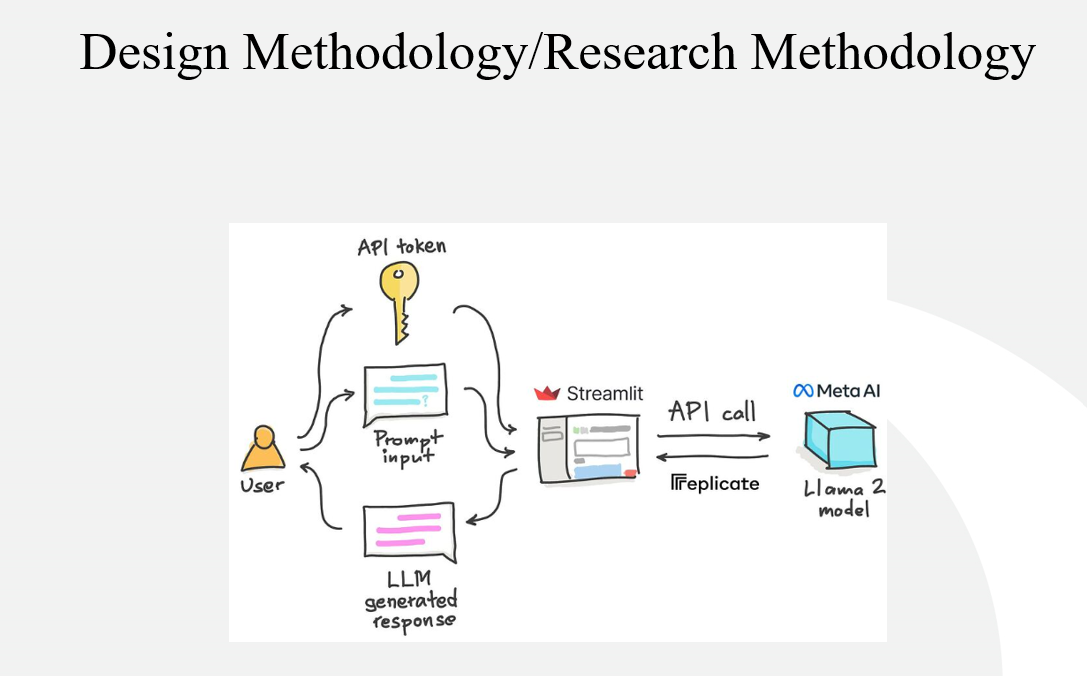 Design Methodology/Research Methodology
API token
?
Prompt
input
User
LLM
generated
response
Streamlit
API call
Replicate
Meta AI
Llama 2
model